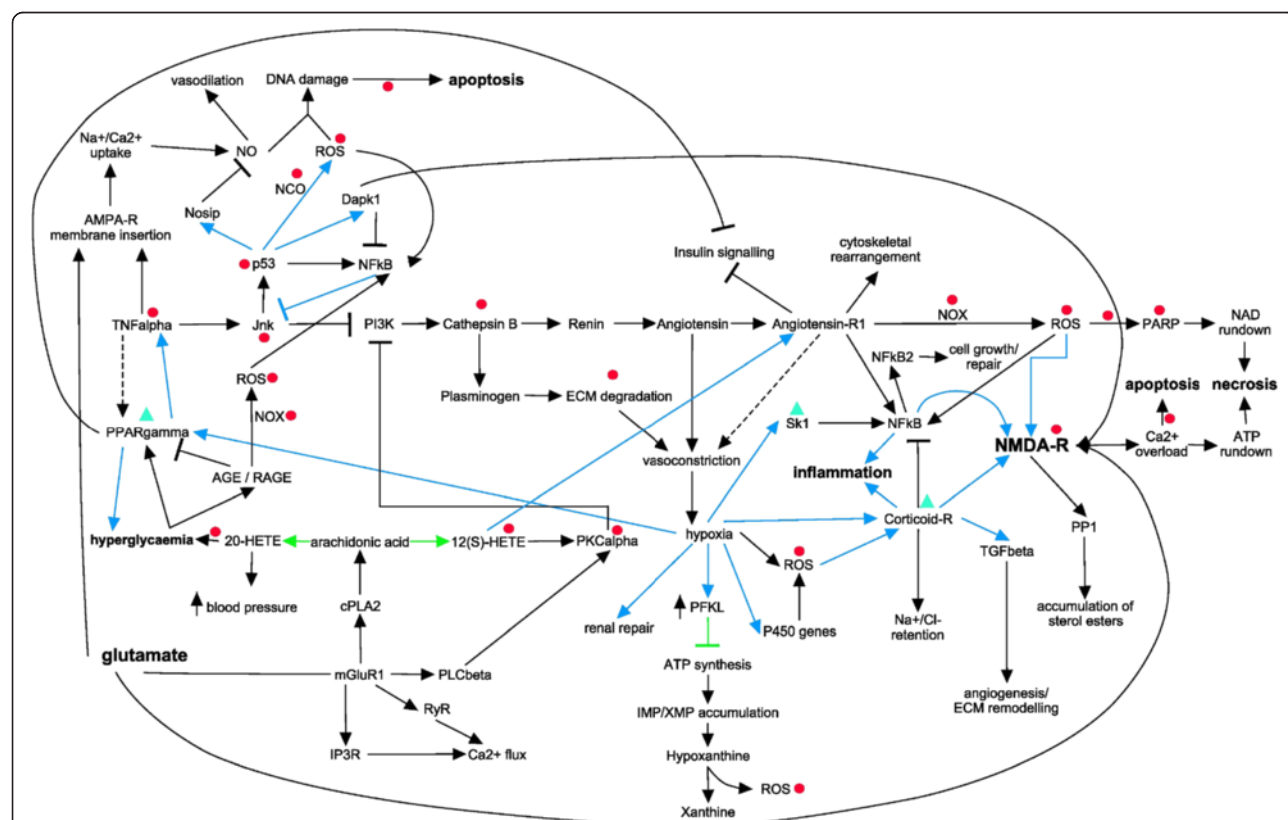 DNA damage
apoptosis
vasodilation
Na+/Ca2+
uptake
NO
ROS
NCO
Dapk1
Nosip
AMPA-R
membrane insertion
p53
NFkB
Insulin signalling
cytoskeletal
rearrangement
TNFalpha
Jnk
PI3K
Cathepsin B
Renin
Angiotensin
Angiotensin-R1
NOX
ROS
PARP
NAD
rundown
NFkB2
cell growth/
repair
ROS
NOX
Plasminogen
ECM degradation
apoptosis
necrosis
PPARgamma
Sk1
NFkB
NMDA-R
Ca2+
overload
ATP
rundown
vasoconstriction
AGE / RAGE
inflammation
Corticoid-R
hyperglycaemia
20-HETE
arachidonic acid
12(S)-HETE
PKCalpha
hypoxia
PP1
ROS
TGFbeta
blood pressure
cPLA2
renal repair
PFKL
P450 genes
Na+/Cl-
retention
accumulation of
sterol esters
glutamate
mGluR1
PLCbeta
ATP synthesis
RyR
IMP/XMP accumulation
angiogenesis/
ECM remodelling
IP3R
Ca2+ flux
Hypoxanthine
ROS
Xanthine